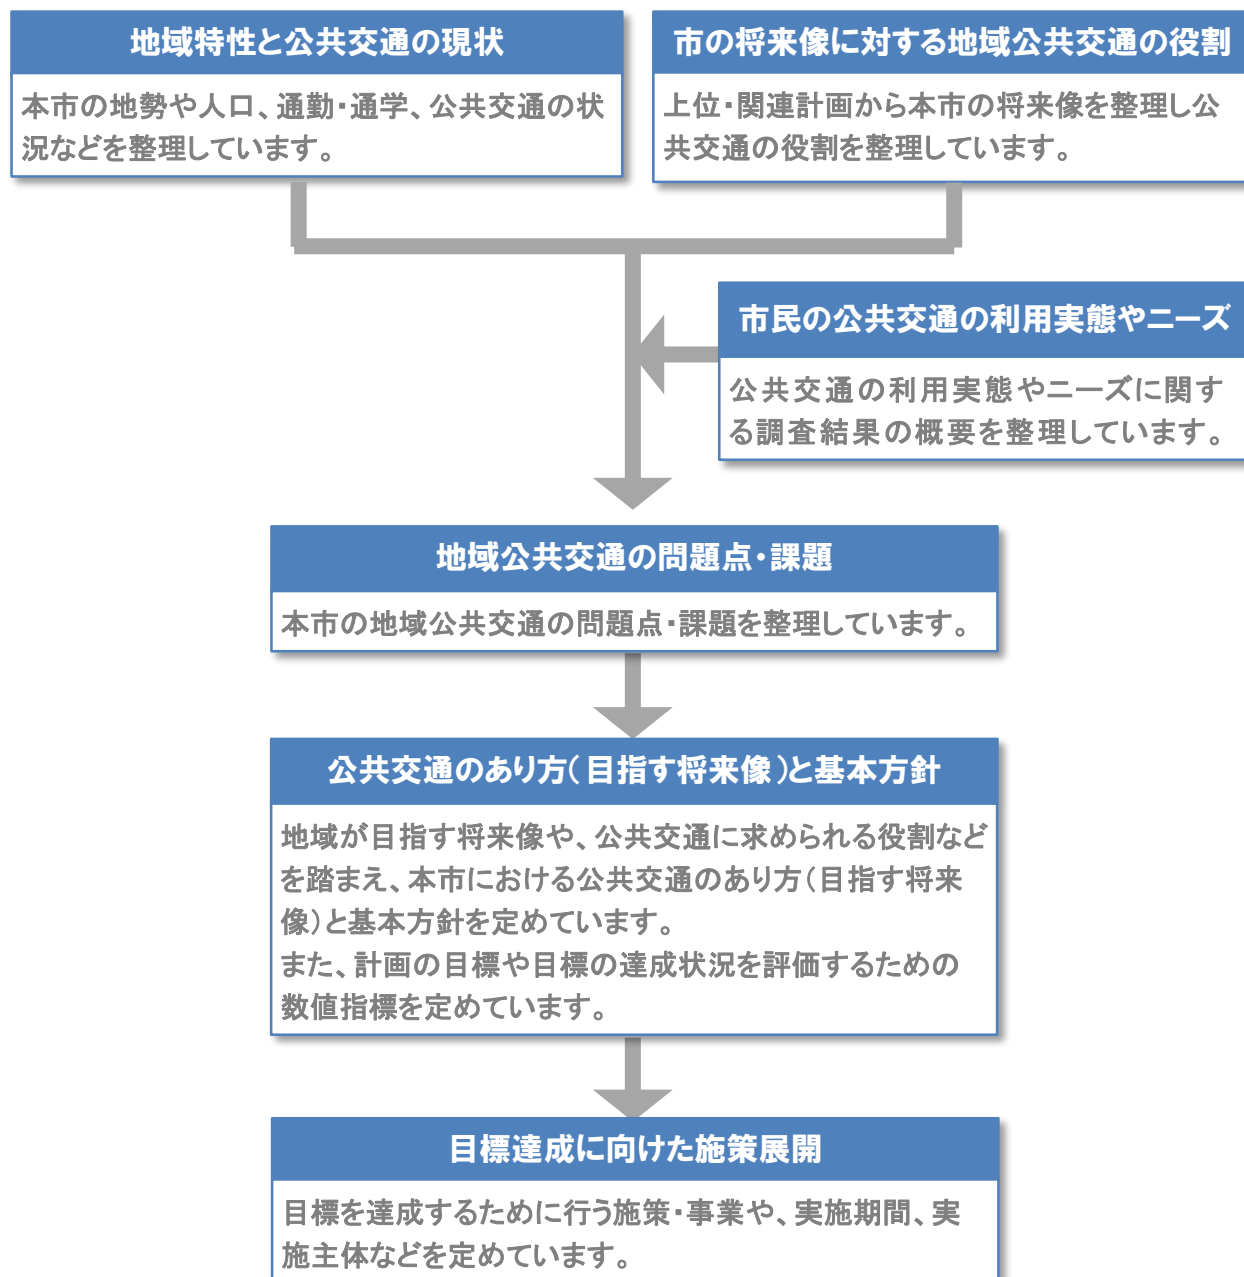 地域特性と公共交通の現状
本市の地勢や人口、通勤・通学、公共交通の状
況などを整理しています。
市の将来像に対する地域公共交通の役割
上位・関連計画から本市の将来像を整理し公
共交通の役割を整理しています。
市民の公共交通の利用実態やニーズ
公共交通の利用実態やニーズに関す
る調査結果の概要を整理しています。
地域公共交通の問題点・課題
本市の地域公共交通の問題点・課題を整理しています。
公共交通のあり方(目指す将来像)と基本方針
地域が目指す将来像や、公共交通に求められる役割など
を踏まえ、本市における公共交通のあり方(目指す将来
像)と基本方針を定めています。
また、計画の目標や目標の達成状況を評価するための
数値指標を定めています。
目標達成に向けた施策展開
目標を達成するために行う施策・事業や、実施期間、実
施主体などを定めています。